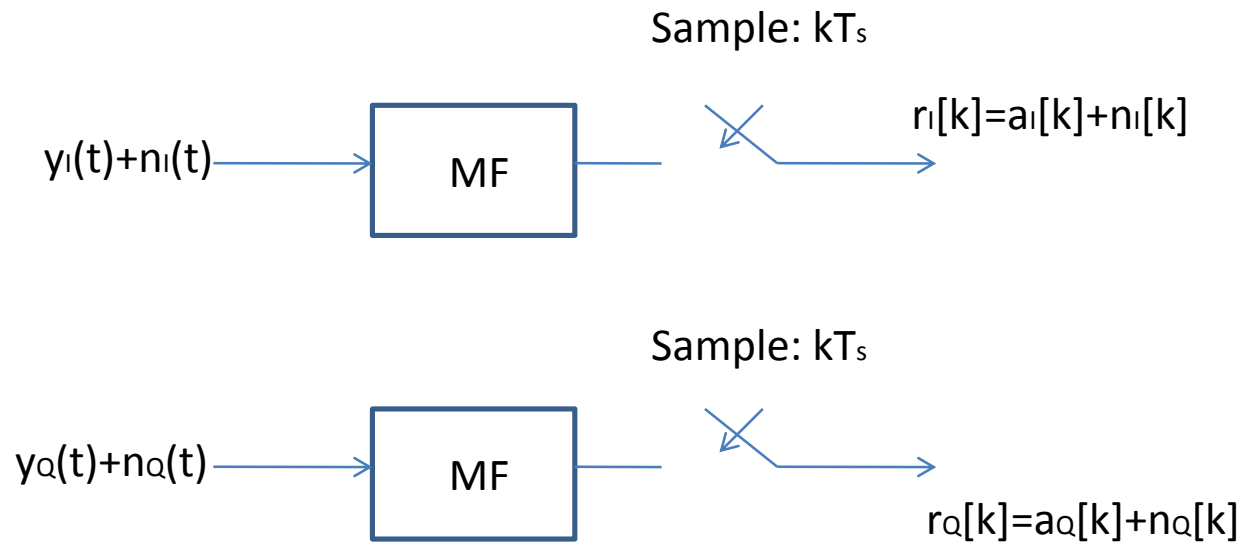 Sample: kTs
rI[k]=aI[k]+nI[k]
yI(t)+nI(t)
MF
Sample: kTs
yQ(t)+nQ(t)
MF
rQ[k]=aQ[k]+nQ[k]